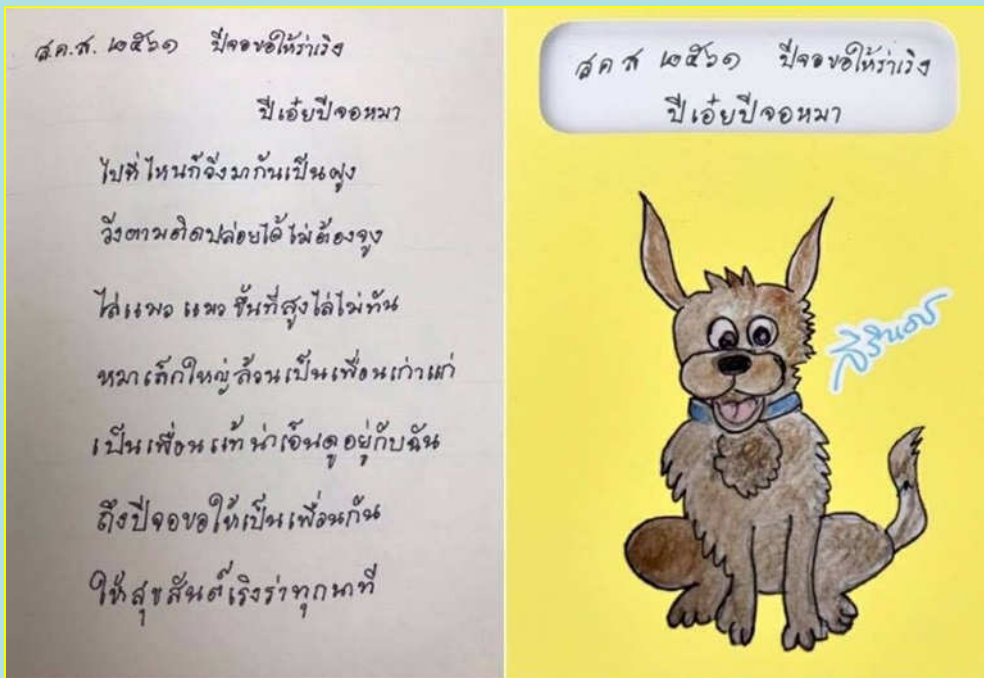 ส.ค.ส. ๒๕๖๑ ปีจอขอให้ร่าเริง
ปีเอ๋ยปีจอหมา
ไปที่ไหนก็วิ่งมากันเป็นฝูง
วิ่งตามติดปล่อยได้ไม่ต้องจูง
ไล่แมว แมว ขึ้นที่สูงไล่ไม่ทัน
หมาเล็กใหญ่ล้วนเป็นเพื่อนเก่าแก่
เป็นเพื่อนแท้น่าเอ็นดูอยู่กับฉัน
ถึงปีจอขอให้เป็นเพื่อนกัน
ให้สุขสันต์เริงร่าทุกนาที
ส ค ส ๒๕๖๑ ปีจอขอให้ร่าเริง
ปีเอ๋ยปีจอหมา
สิรินธร